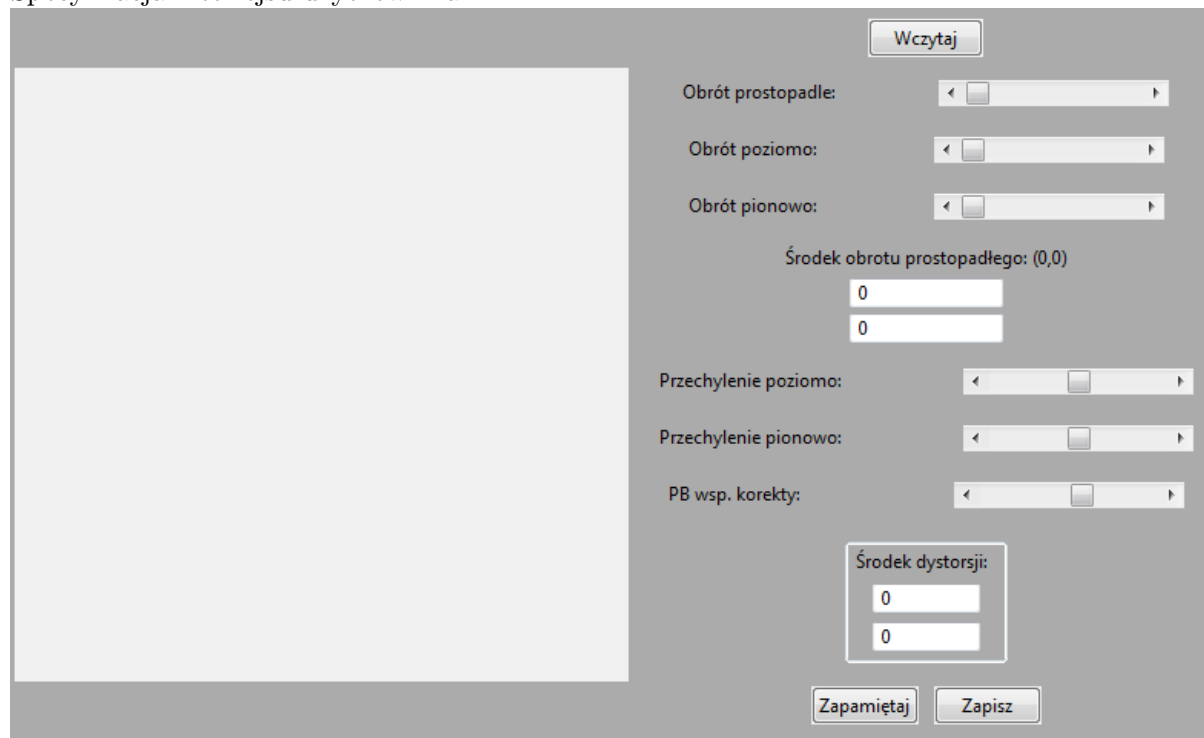 Wczytaj
Obrót prostopadle:
Obrót poziomo:
Obrót pionowo:
Środek obrotu prostopadłego: (0,0)
0
0
Przechylenie poziomo:
Przechylenie pionowo:
PB wsp. korekty:
Środek dystorsji:
0
0
Zapamiętaj Zapisz